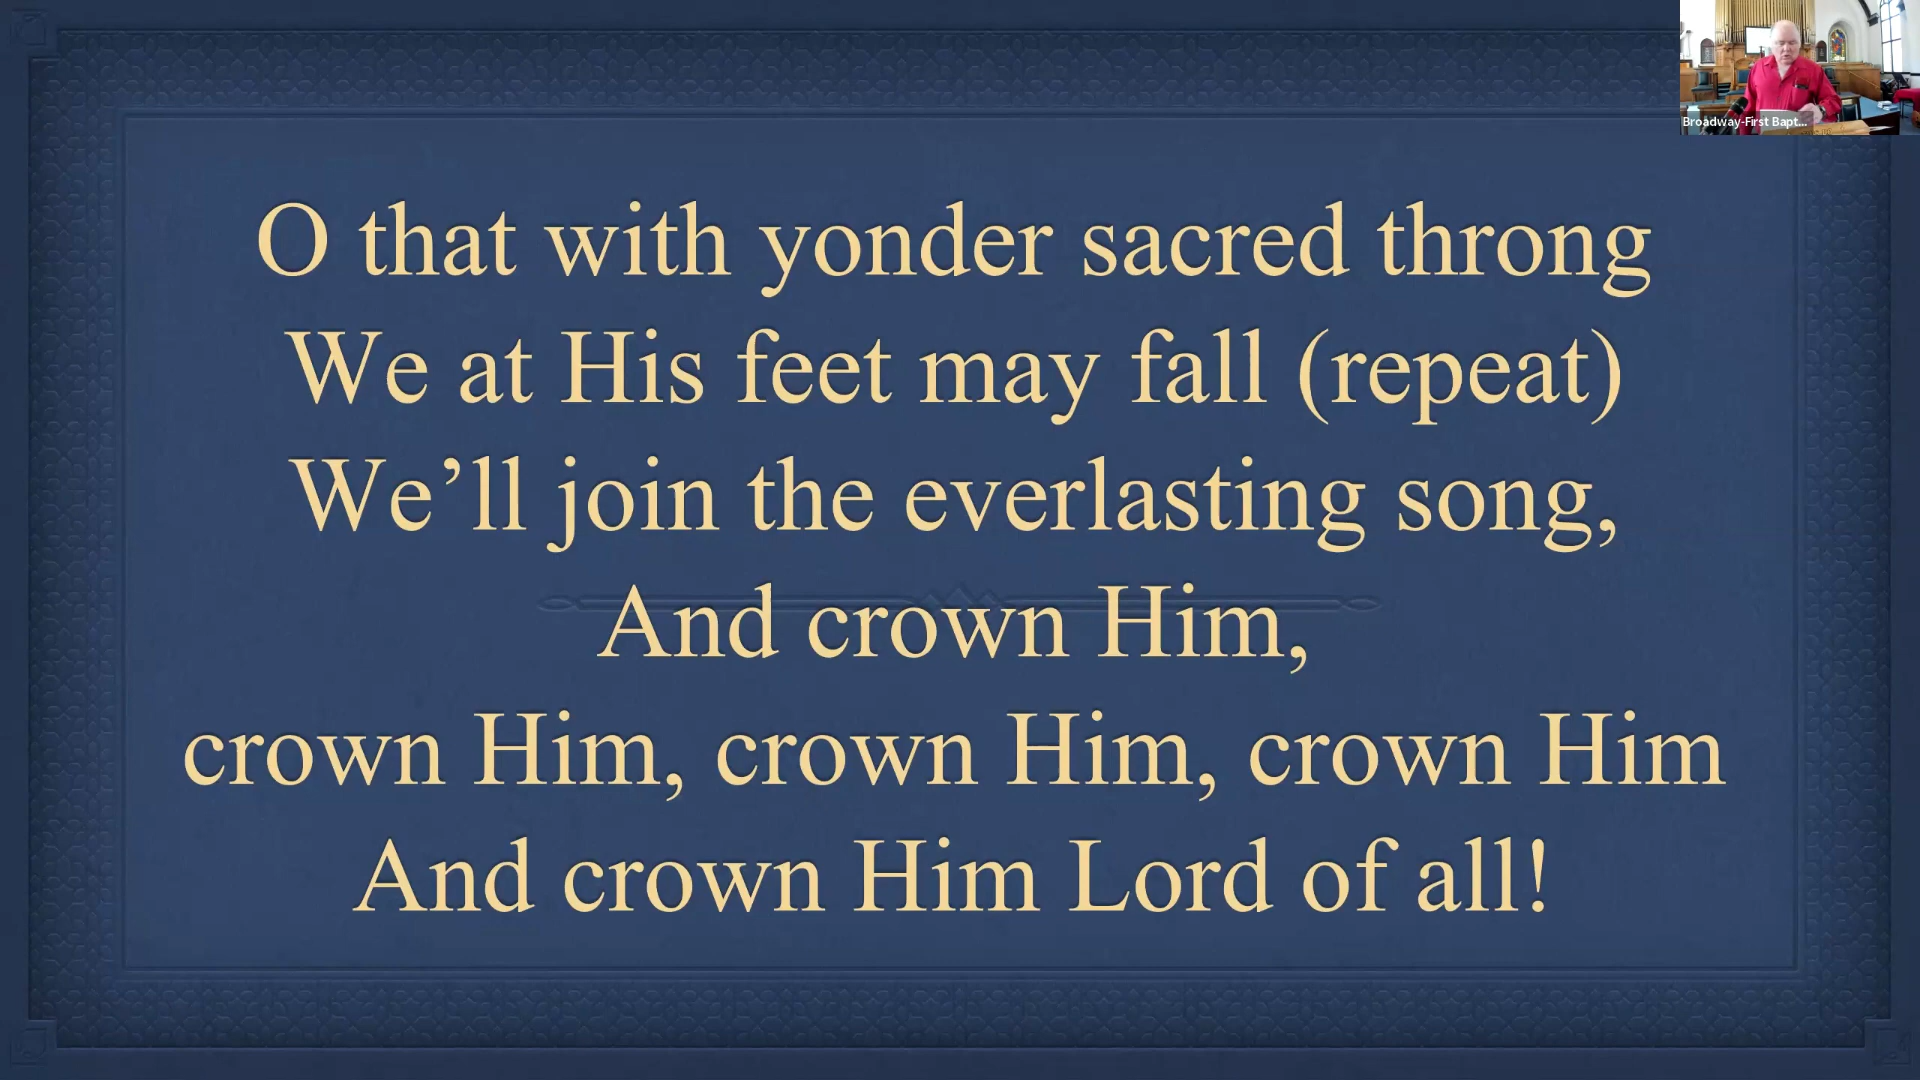 O that with yonder sacred throng
We at His feet may fall (repeat)
We’ll join the everlasting song,
And crown Him,
crown Him, crown Him, crown Him
And crown Him Lord of all!
Broadway-First Bapt...